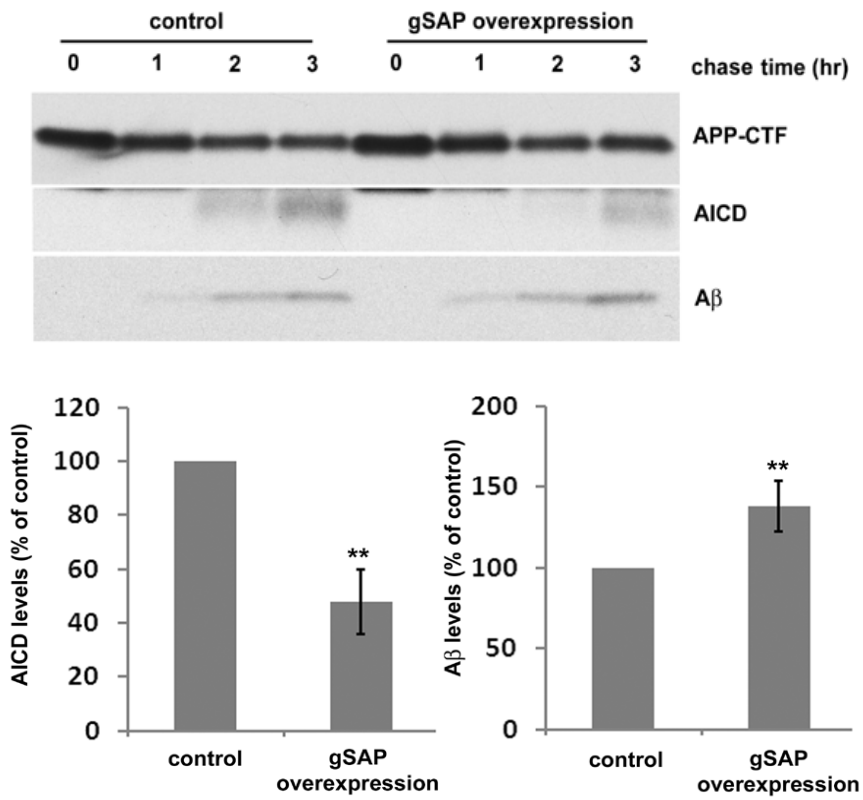 control gSAP overexpression
0 1 2 3 0 1 2 3 chase time (hr)
APP-CTF
AICD
Aβ
AICD levels (% of control)
120
100
80
60
40
20
0
**
control gSAP
overexpression
Aβ levels (% of control)
200
150
100
50
0
**
control gSAP
overexpression